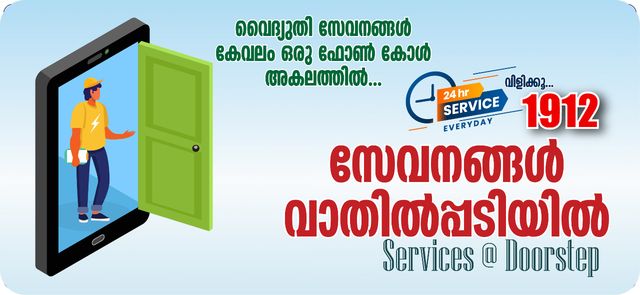 വൈദ്യുതി സേവനങ്ങൾ
കേവലം ഒരു ഫോൺ കോൾ
അകലത്തിൽ...
24 hr
SERVICE
EVERYDAY
വിളിക്കൂ...
1912
സേവനങ്ങൾ
വാതിൽപ്പടിയിൽ
Services @ Doorstep